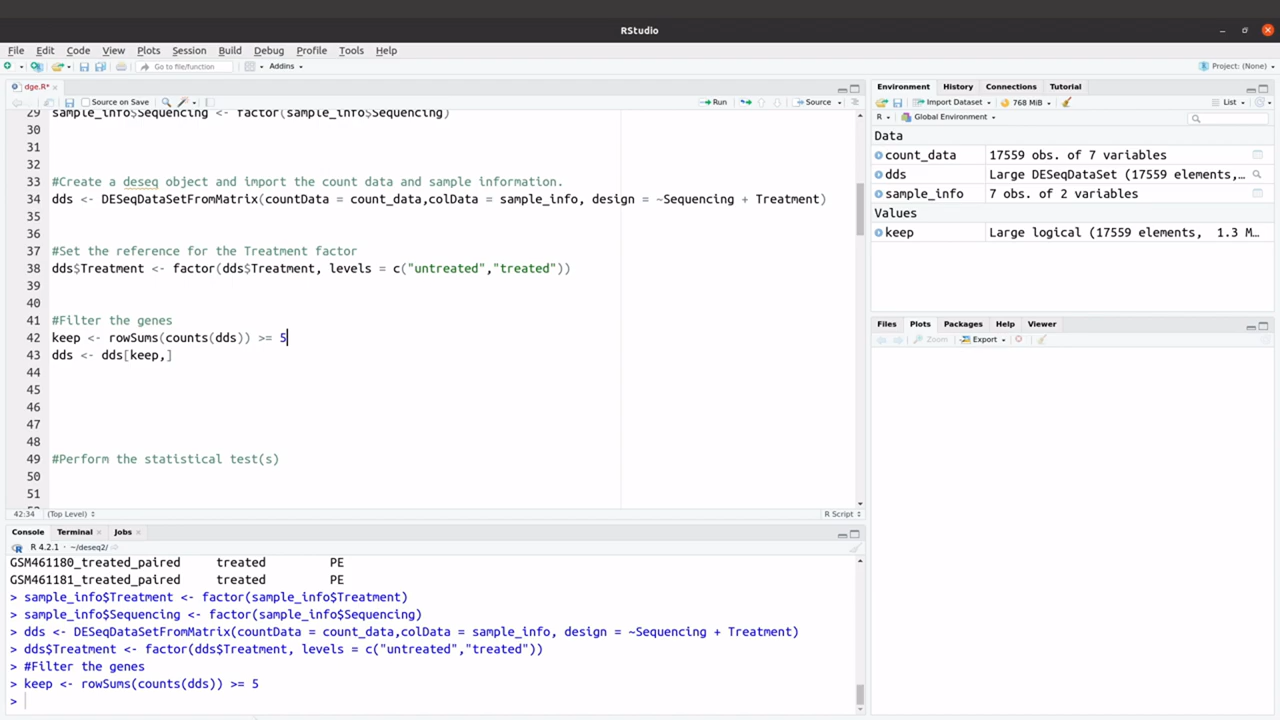 RStudio
File Edit Code View Plots Session Build Debug Profile Tools Help
Go to file/function Addins Project: (None)
dge.R*
Source on Save Run Source
29 sample_info$Sequencing <- factor(sample_info$Sequencing)
30
31
32
33 #Create a deseq object and import the count data and sample information.
34 dds <- DESeqDataSetFromMatrix(countData = count_data,colData = sample_info, design = ~Sequencing + Treatment)
35
36
37 #Set the reference for the Treatment factor
38 dds$Treatment <- factor(dds$Treatment, levels = c("untreated","treated"))
39
40
41 #Filter the genes
42 keep <- rowSums(counts(dds)) >= 5
43 dds <- dds[keep,]
44
45
46
47
48
49 #Perform the statistical test(s)
50
51
42:34 (Top Level) R Script
Console Terminal Jobs
R 4.2.1 · ~/deseq2/
GSM461180_treated_paired treated PE
GSM461181_treated_paired treated PE
> sample_info$Treatment <- factor(sample_info$Treatment)
> sample_info$Sequencing <- factor(sample_info$Sequencing)
> dds <- DESeqDataSetFromMatrix(countData = count_data,colData = sample_info, design = ~Sequencing + Treatment)
> dds$Treatment <- factor(dds$Treatment, levels = c("untreated","treated"))
> #Filter the genes
> keep <- rowSums(counts(dds)) >= 5
>
Environment History Connections Tutorial
Import Dataset 768 MiB List
R Global Environment
Data
count_data 17559 obs. of 7 variables
dds Large DESeqDataSet (17559 elements,…
sample_info 7 obs. of 2 variables
Values
keep Large logical (17559 elements, 1.3 M…
Files Plots Packages Help Viewer
Zoom Export